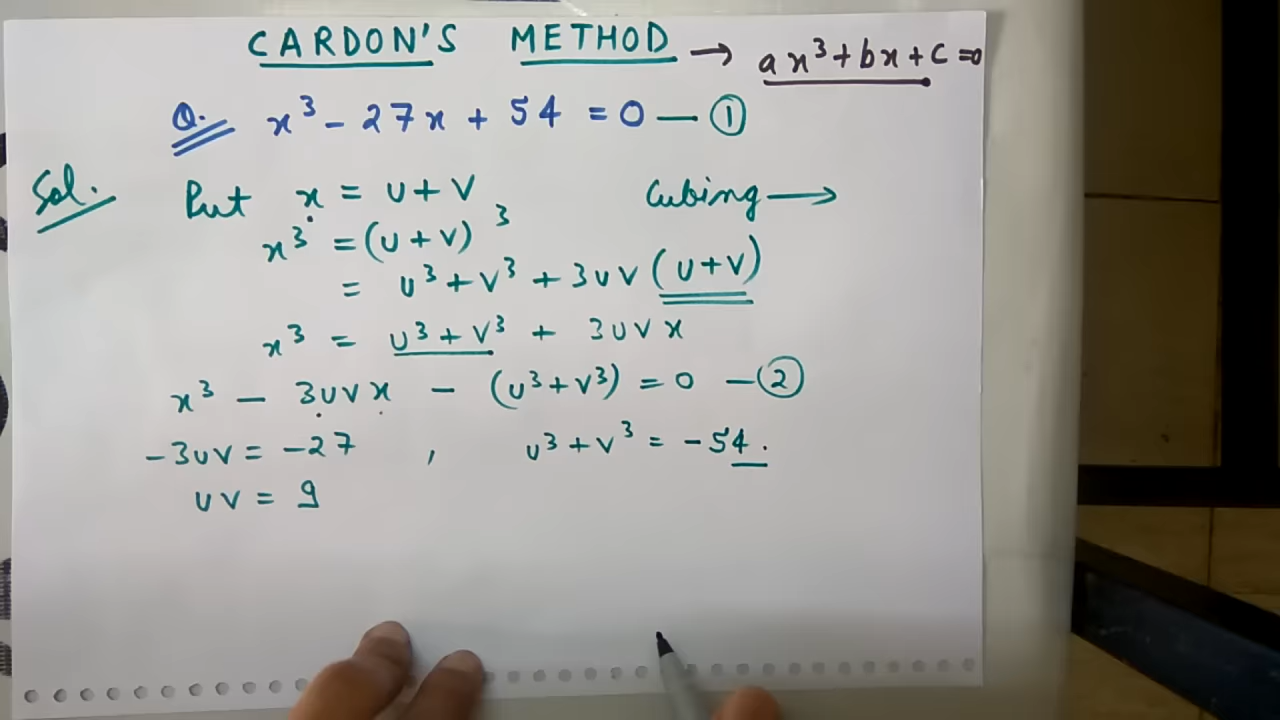 CARDON'S METHOD → ax³+bx+c=0
Q. x³ - 27x + 54 = 0 — ①
Sol. Put x = u+v Cubing →
x³ = (u+v)³
= u³+v³ + 3uv (u+v)
x³ = u³+v³ + 3uvx
x³ - 3uvx - (u³+v³) = 0 — ②
-3uv = -27 , u³+v³ = -54.
uv = 9